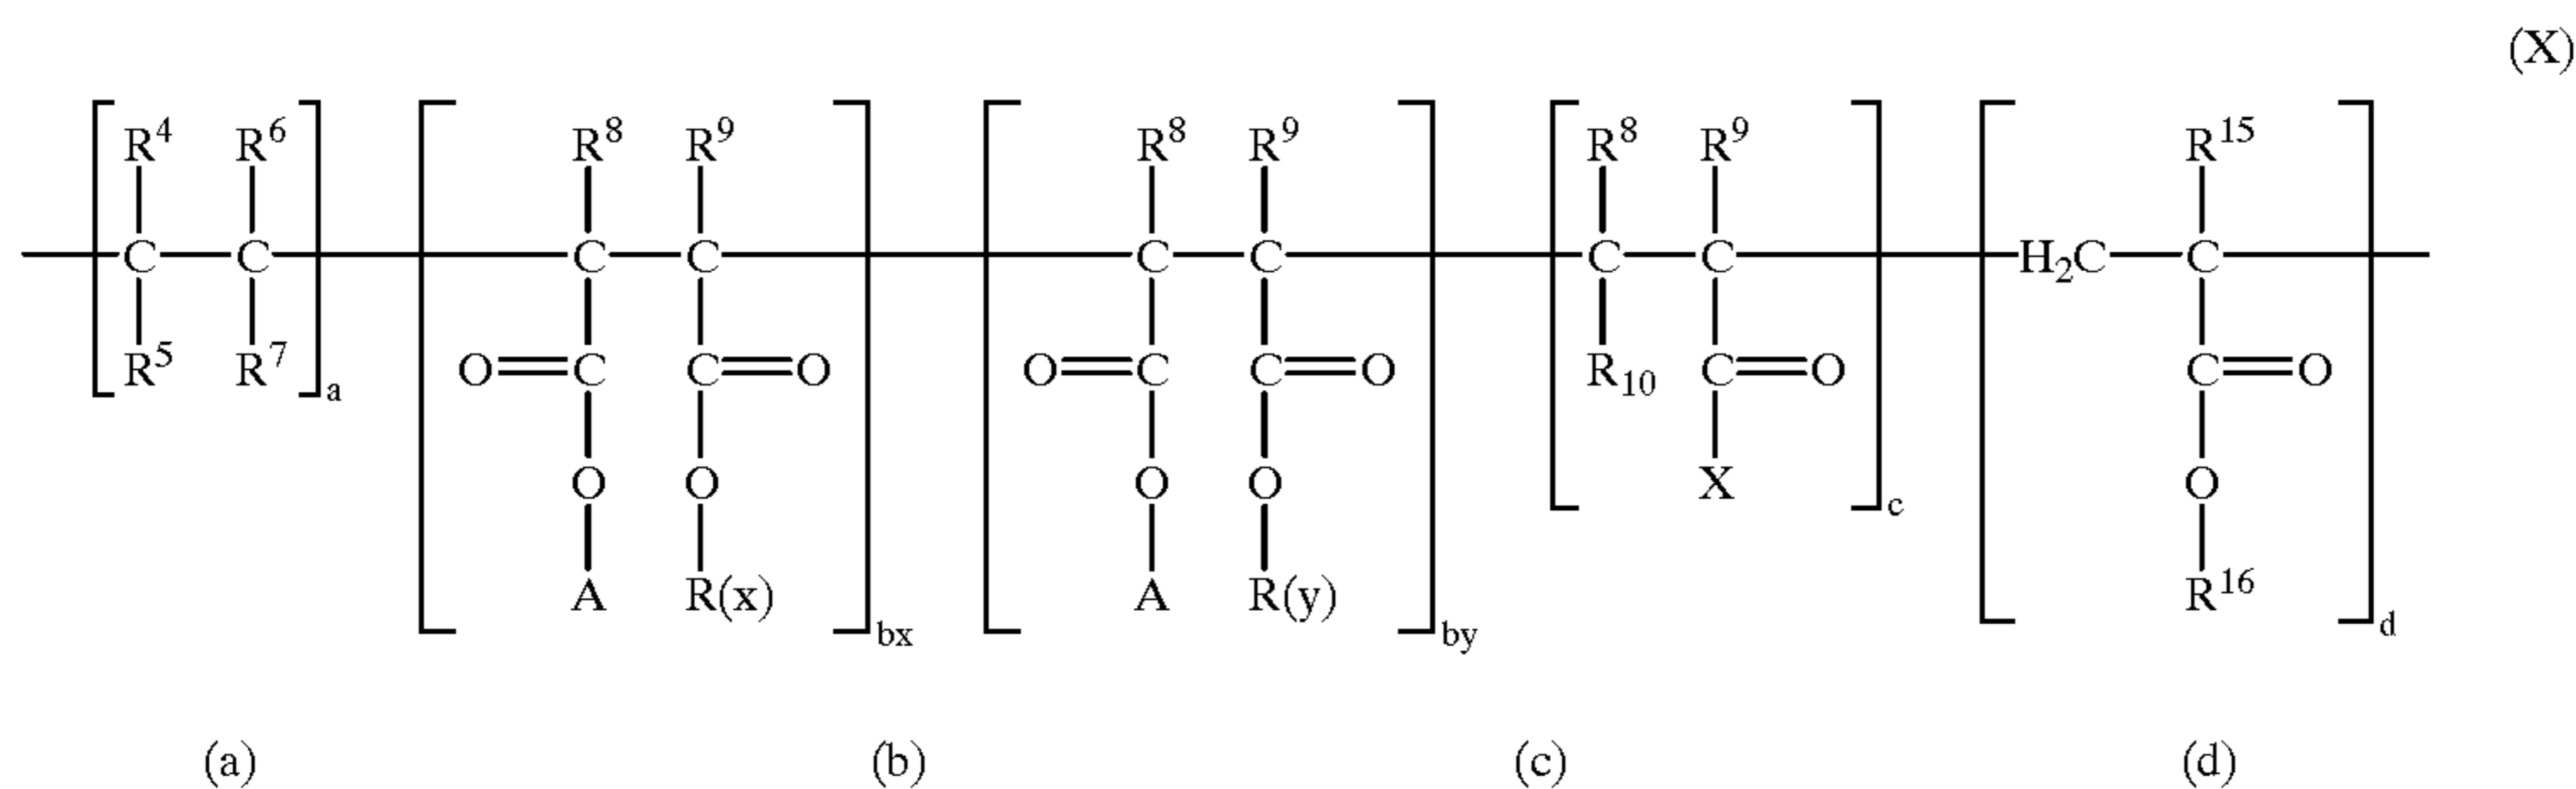 (X)
R⁴ R⁶ R⁸ R⁹ R⁸ R⁹ R⁸ R⁹ R¹⁵
C C C C C C C C H₂C C
R⁵ R⁷ O C C O O C C O R₁₀ C O C O
a
O O O O X O
c
A R(x) A R(y) R¹⁶
bx by d
(a) (b) (c) (d)